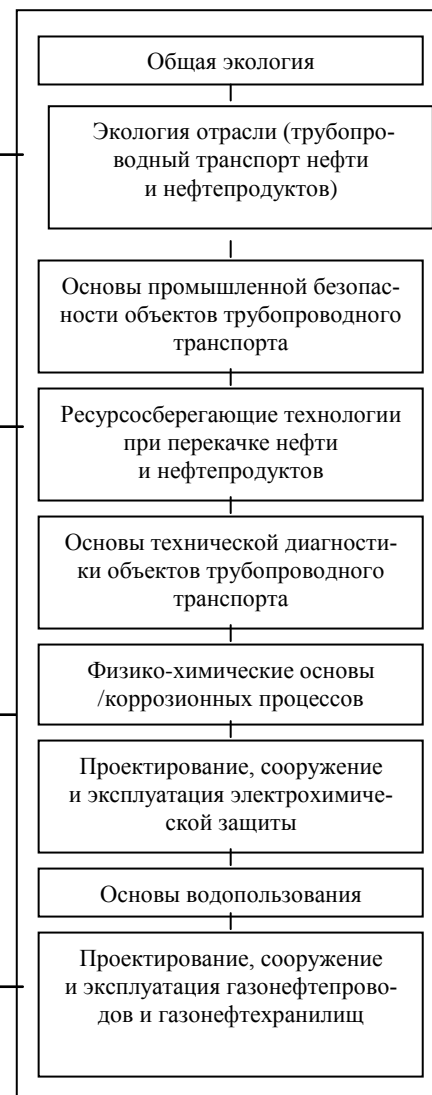 Общая экология
Экология отрасли (трубопро-
водный транспорт нефти
и нефтепродуктов)
Основы промышленной безопас-
ности объектов трубопроводного
транспорта
Ресурсосберегающие технологии
при перекачке нефти
и нефтепродуктов
Основы технической диагности-
ки объектов трубопроводного
транспорта
Физико-химические основы
/коррозионных процессов
Проектирование, сооружение
и эксплуатация электрохимиче-
ской защиты
Основы водопользования
Проектирование, сооружение
и эксплуатация газонефтепрово-
дов и газонефтехранилищ